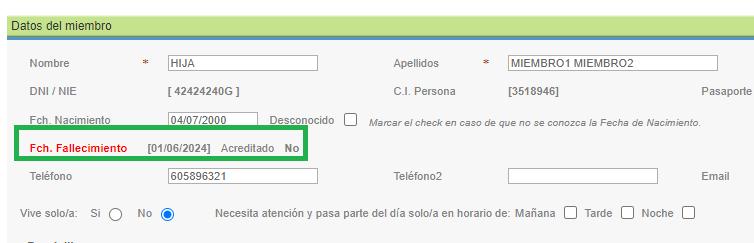 Datos del miembro
Nombre * HIJA Apellidos * MIEMBRO1 MIEMBRO2
DNI / NIE [ 42424240G ] C.I. Persona [3518946] Pasaporte
Fch. Nacimiento 04/07/2000 Desconocido Marcar el check en caso de que no se conozca la Fecha de Nacimiento.
Fch. Fallecimiento [01/06/2024] Acreditado No
Teléfono 605896321 Teléfono2 Email
Vive solo/a: Si No Necesita atención y pasa parte del día solo/a en horario de: Mañana Tarde Noche